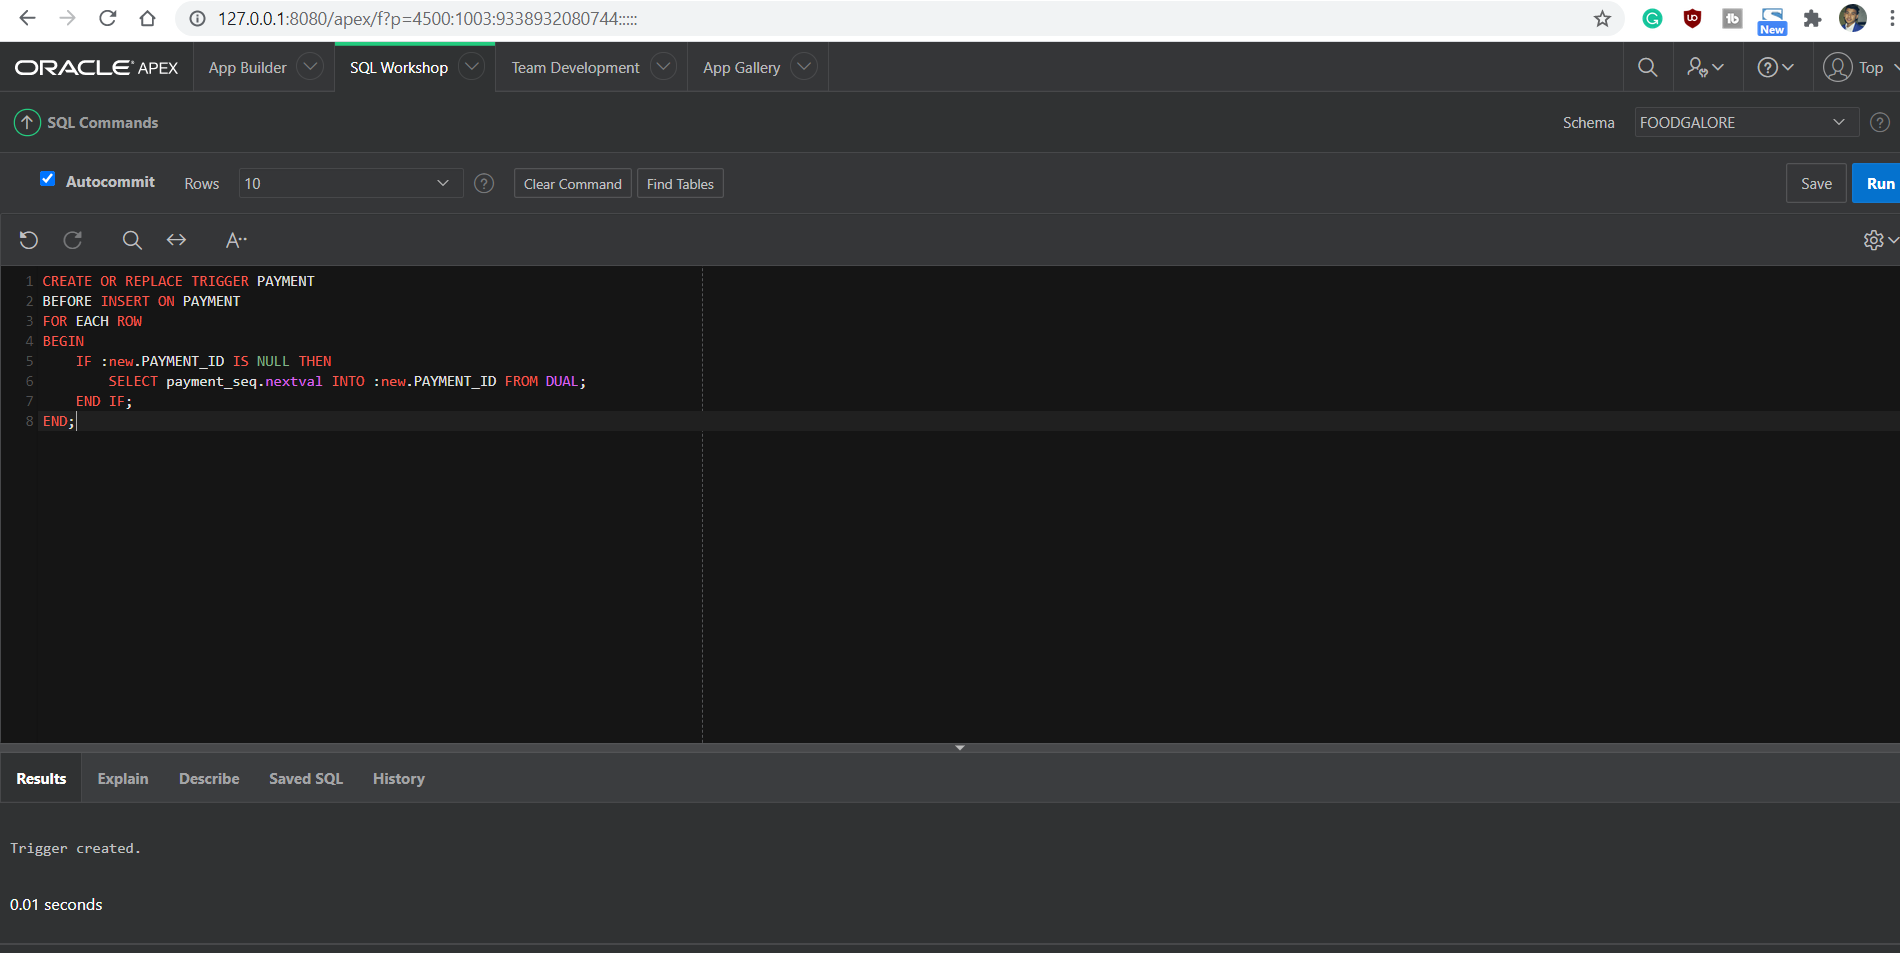 127.0.0.1:8080/apex/f?p=4500:1003:9338932080744:::::
New
ORACLE APEX App Builder SQL Workshop Team Development App Gallery Top
SQL Commands Schema FOODGALORE
Autocommit Rows 10 Clear Command Find Tables Save Run
1 CREATE OR REPLACE TRIGGER PAYMENT
2 BEFORE INSERT ON PAYMENT
3 FOR EACH ROW
4 BEGIN
5 IF :new.PAYMENT_ID IS NULL THEN
6 SELECT payment_seq.nextval INTO :new.PAYMENT_ID FROM DUAL;
7 END IF;
8 END;
Results Explain Describe Saved SQL History
Trigger created.
0.01 seconds